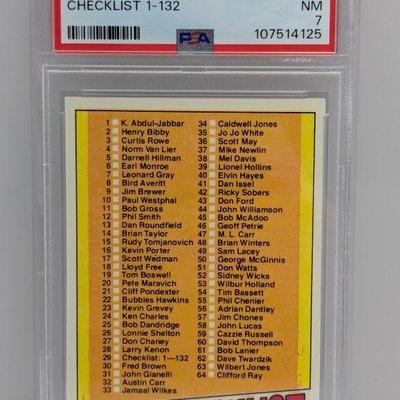 CHECKLIST 1-132 NM
7
PSA 107514125
1 K. Abdul-Jabbar
2 Henry Bibby
3 Curtis Rowe
4 Norm Van Lier
5 Darnell Hillman
6 Earl Monroe
7 Leonard Gray
8 Bird Averitt
9 Jim Brewer
10 Paul Westphal
11 Bob Gross
12 Phil Smith
13 Dan Roundfield
14 Brian Taylor
15 Rudy Tomjanovich
16 Kevin Porter
17 Scott Wedman
18 Lloyd Free
19 Tom Boswell
20 Pete Maravich
21 Cliff Pondexter
22 Bubbles Hawkins
23 Kevin Grevey
24 Ken Charles
25 Bob Dandridge
26 Lonnie Shelton
27 Don Chaney
28 Larry Kenon
29 Checklist: 1—132
30 Fred Brown
31 John Gianelli
32 Austin Carr
33 Jamaal Wilkes
34 Caldwell Jones
35 Jo Jo White
36 Scott May
37 Mike Newlin
38 Mel Davis
39 Lionel Hollins
40 Elvin Hayes
41 Dan Issel
42 Ricky Sobers
43 Don Ford
44 John Williamson
45 Bob McAdoo
46 Geoff Petrie
47 M. L. Carr
48 Brian Winters
49 Sam Lacey
50 George McGinnis
51 Don Watts
52 Sidney Wicks
53 Wilbur Holland
54 Tim Bassett
55 Phil Chenier
56 Adrian Dantley
57 Jim Chones
58 John Lucas
59 Cazzie Russell
60 David Thompson
61 Bob Lanier
62 Dave Twardzik
63 Wilbert Jones
64 Clifford Ray